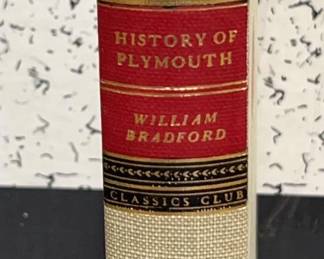 HISTORY OF
PLYMOUTH
WILLIAM
BRADFORD
CLASSICS CLUB